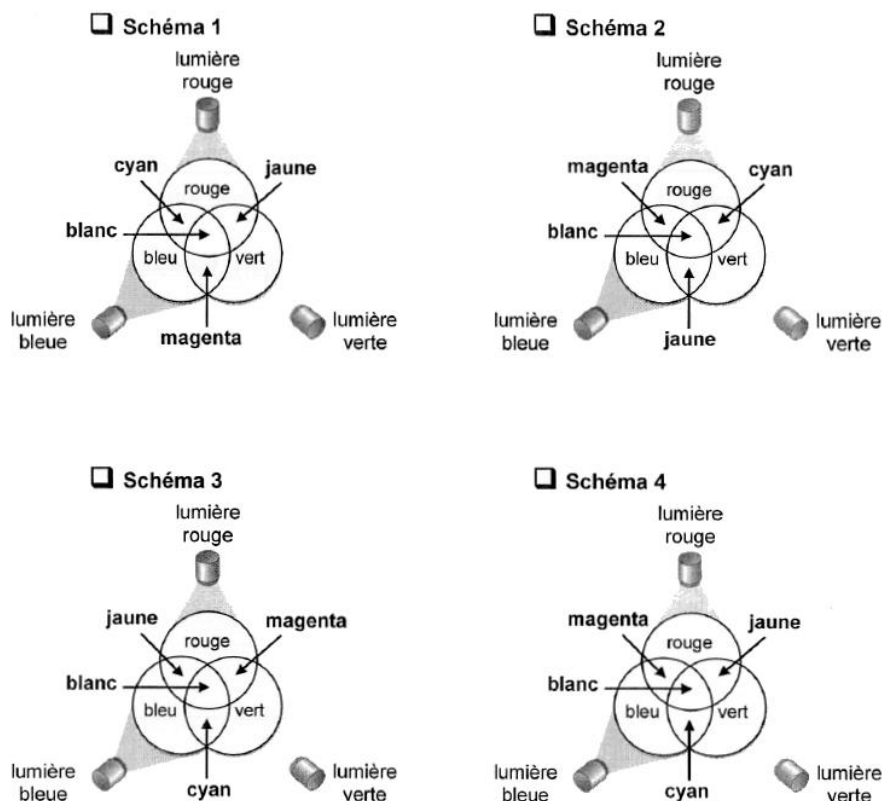 ❑ Schéma 1
lumière
rouge
cyan
jaune
rouge
blanc
bleu
vert
lumière
bleue
magenta
lumière
verte
❑ Schéma 2
lumière
rouge
magenta
cyan
rouge
blanc
bleu
vert
lumière
bleue
jaune
lumière
verte
❑ Schéma 3
lumière
rouge
jaune
magenta
rouge
blanc
bleu
vert
lumière
bleue
cyan
lumière
verte
❑ Schéma 4
lumière
rouge
magenta
jaune
rouge
blanc
bleu
vert
lumière
bleue
cyan
lumière
verte